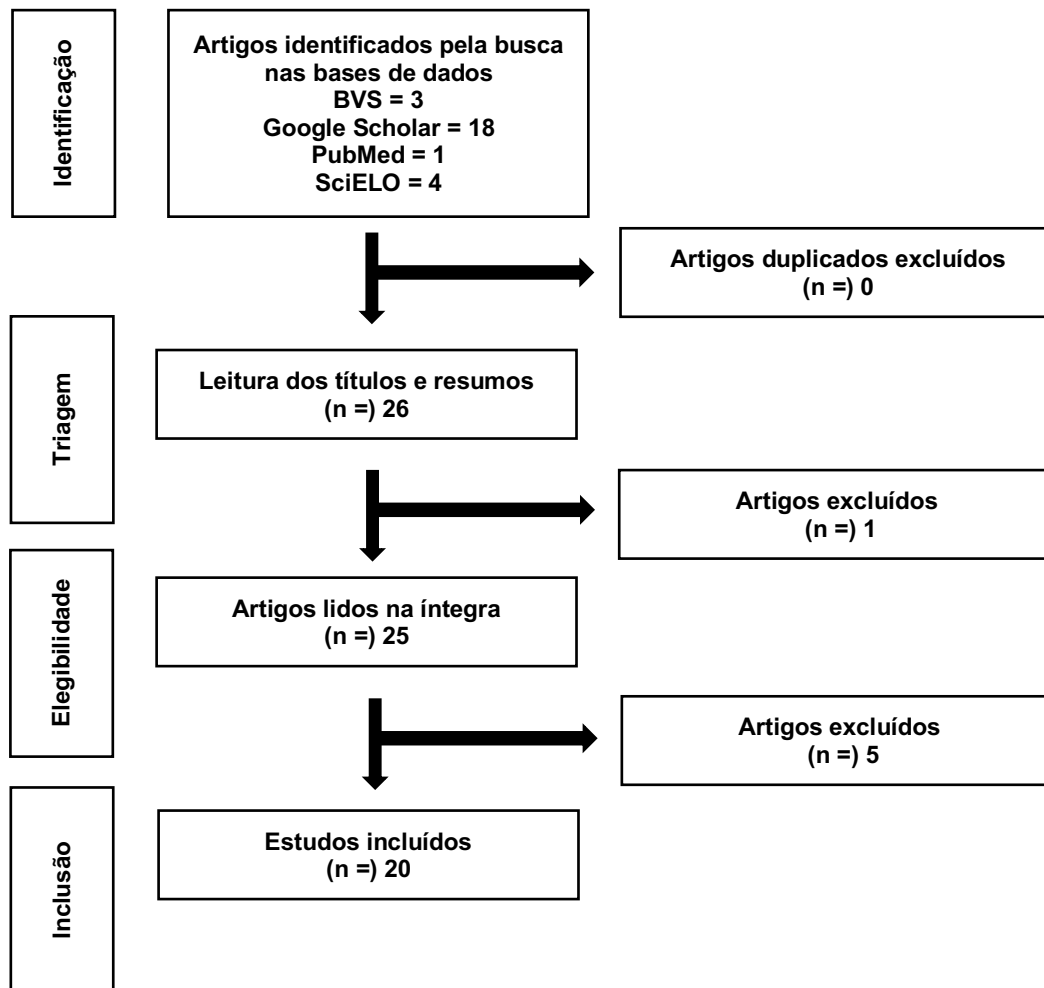 Identificação
Artigos identificados pela busca
nas bases de dados
BVS = 3
Google Scholar = 18
PubMed = 1
SciELO = 4
Artigos duplicados excluídos
(n =) 0
Triagem
Leitura dos títulos e resumos
(n =) 26
Artigos excluídos
(n =) 1
Elegibilidade
Artigos lidos na íntegra
(n =) 25
Artigos excluídos
(n =) 5
Inclusão
Estudos incluídos
(n =) 20